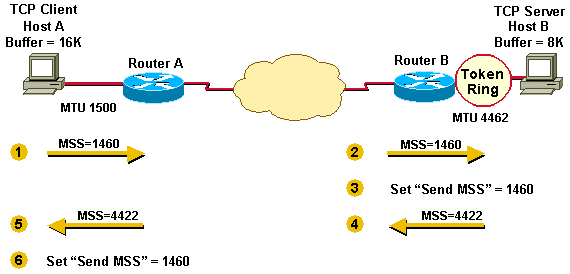 TCP Client
Host A
Buffer = 16K
TCP Server
Host B
Buffer = 8K
Router A
Router B
Token
Ring
MTU 1500
MTU 4462
1
MSS=1460
2
MSS=1460
3
Set “Send MSS” = 1460
5
MSS=4422
4
MSS=4422
6
Set “Send MSS” = 1460